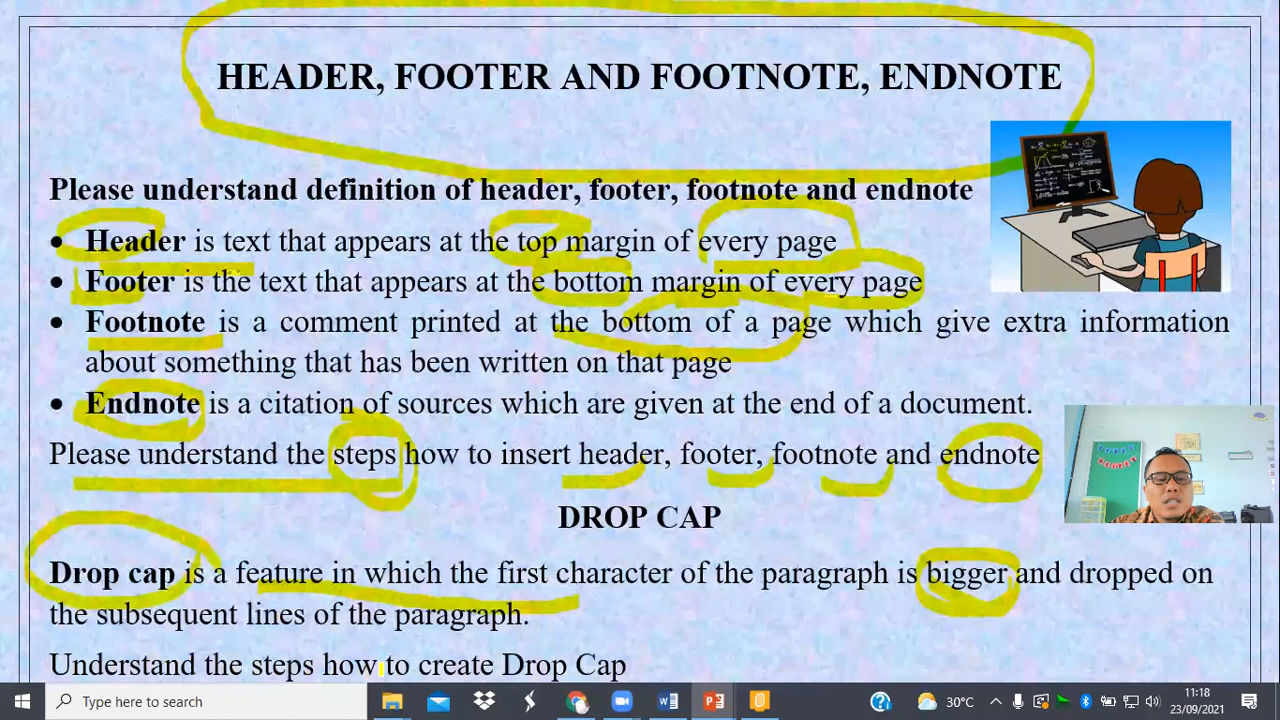 HEADER, FOOTER AND FOOTNOTE, ENDNOTE
Please understand definition of header, footer, footnote and endnote
• Header is text that appears at the top margin of every page
• Footer is the text that appears at the bottom margin of every page
• Footnote is a comment printed at the bottom of a page which give extra information
about something that has been written on that page
• Endnote is a citation of sources which are given at the end of a document.
Please understand the steps how to insert header, footer, footnote and endnote
DROP CAP
Drop cap is a feature in which the first character of the paragraph is bigger and dropped on
the subsequent lines of the paragraph.
Understand the steps how to create Drop Cap
Type here to search
30°C
11:18
23/09/2021